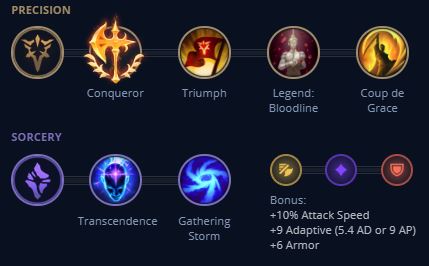 PRECISION
Conqueror
Triumph
Legend:
Bloodline
Coup de
Grace
SORCERY
Transcendence
Gathering
Storm
Bonus:
+10% Attack Speed
+9 Adaptive (5.4 AD or 9 AP)
+6 Armor